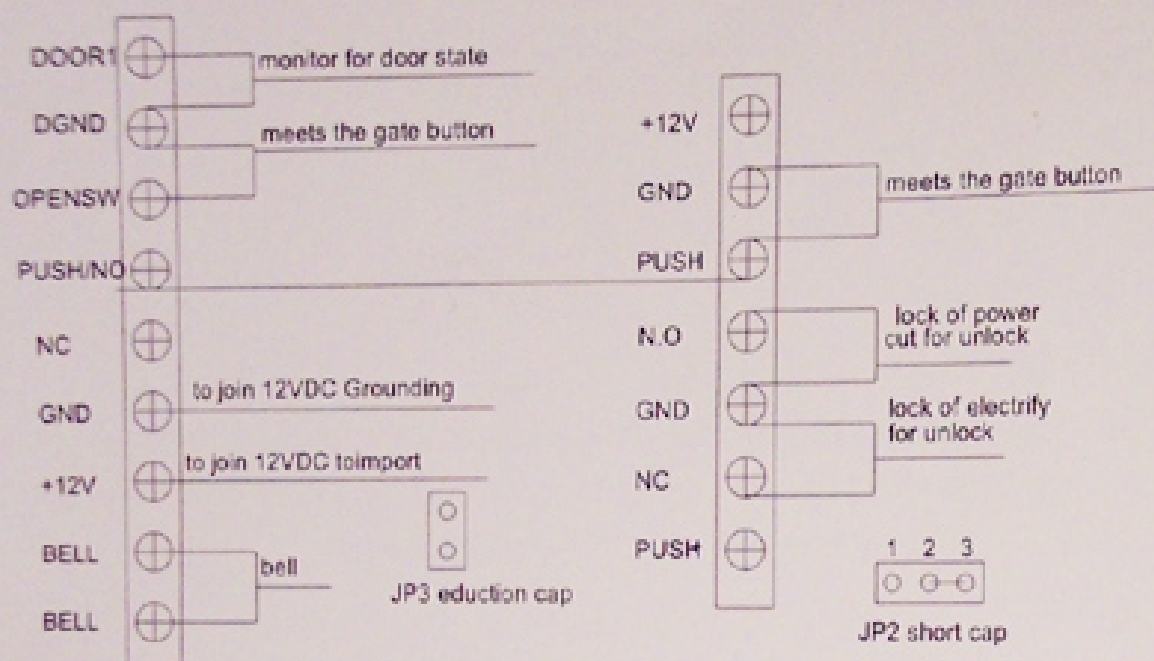 DOOR1
monitor for door state
DGND
meets the gate button
OPENSW
PUSH/NO
NC
to join 12VDC Grounding
GND
to join 12VDC toimport
+12V
BELL
bell
BELL
JP3 eduction cap
+12V
GND
meets the gate button
PUSH
N.O
lock of power
cut for unlock
GND
lock of electrify
for unlock
NC
PUSH
1 2 3
JP2 short cap